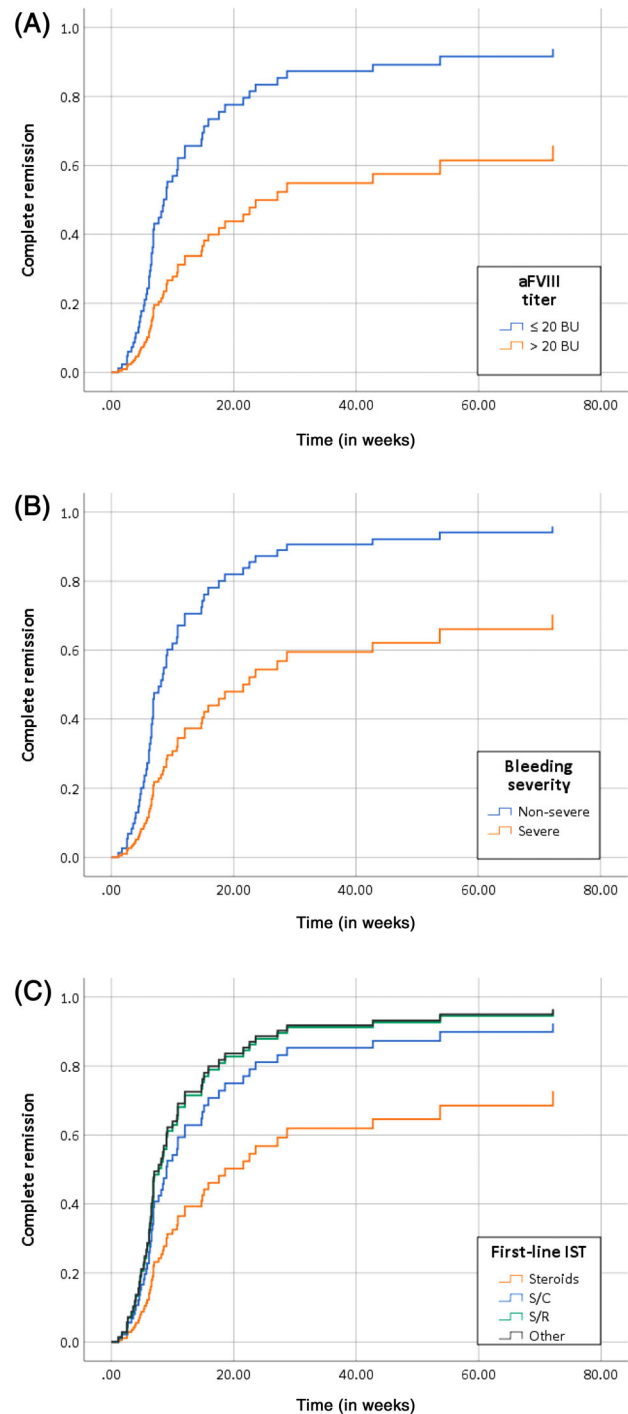 (A)
1.0
0.8
0.6
0.4
0.2
0.0
Complete remission
aFVIII
titer
≤ 20 BU
> 20 BU
.00 20.00 40.00 60.00 80.00
Time (in weeks)
(B)
1.0
0.8
0.6
0.4
0.2
0.0
Complete remission
Bleeding
severity
Non-severe
Severe
.00 20.00 40.00 60.00 80.00
Time (in weeks)
(C)
1.0
0.8
0.6
0.4
0.2
0.0
Complete remission
First-line IST
Steroids
S/C
S/R
Other
.00 20.00 40.00 60.00 80.00
Time (in weeks)